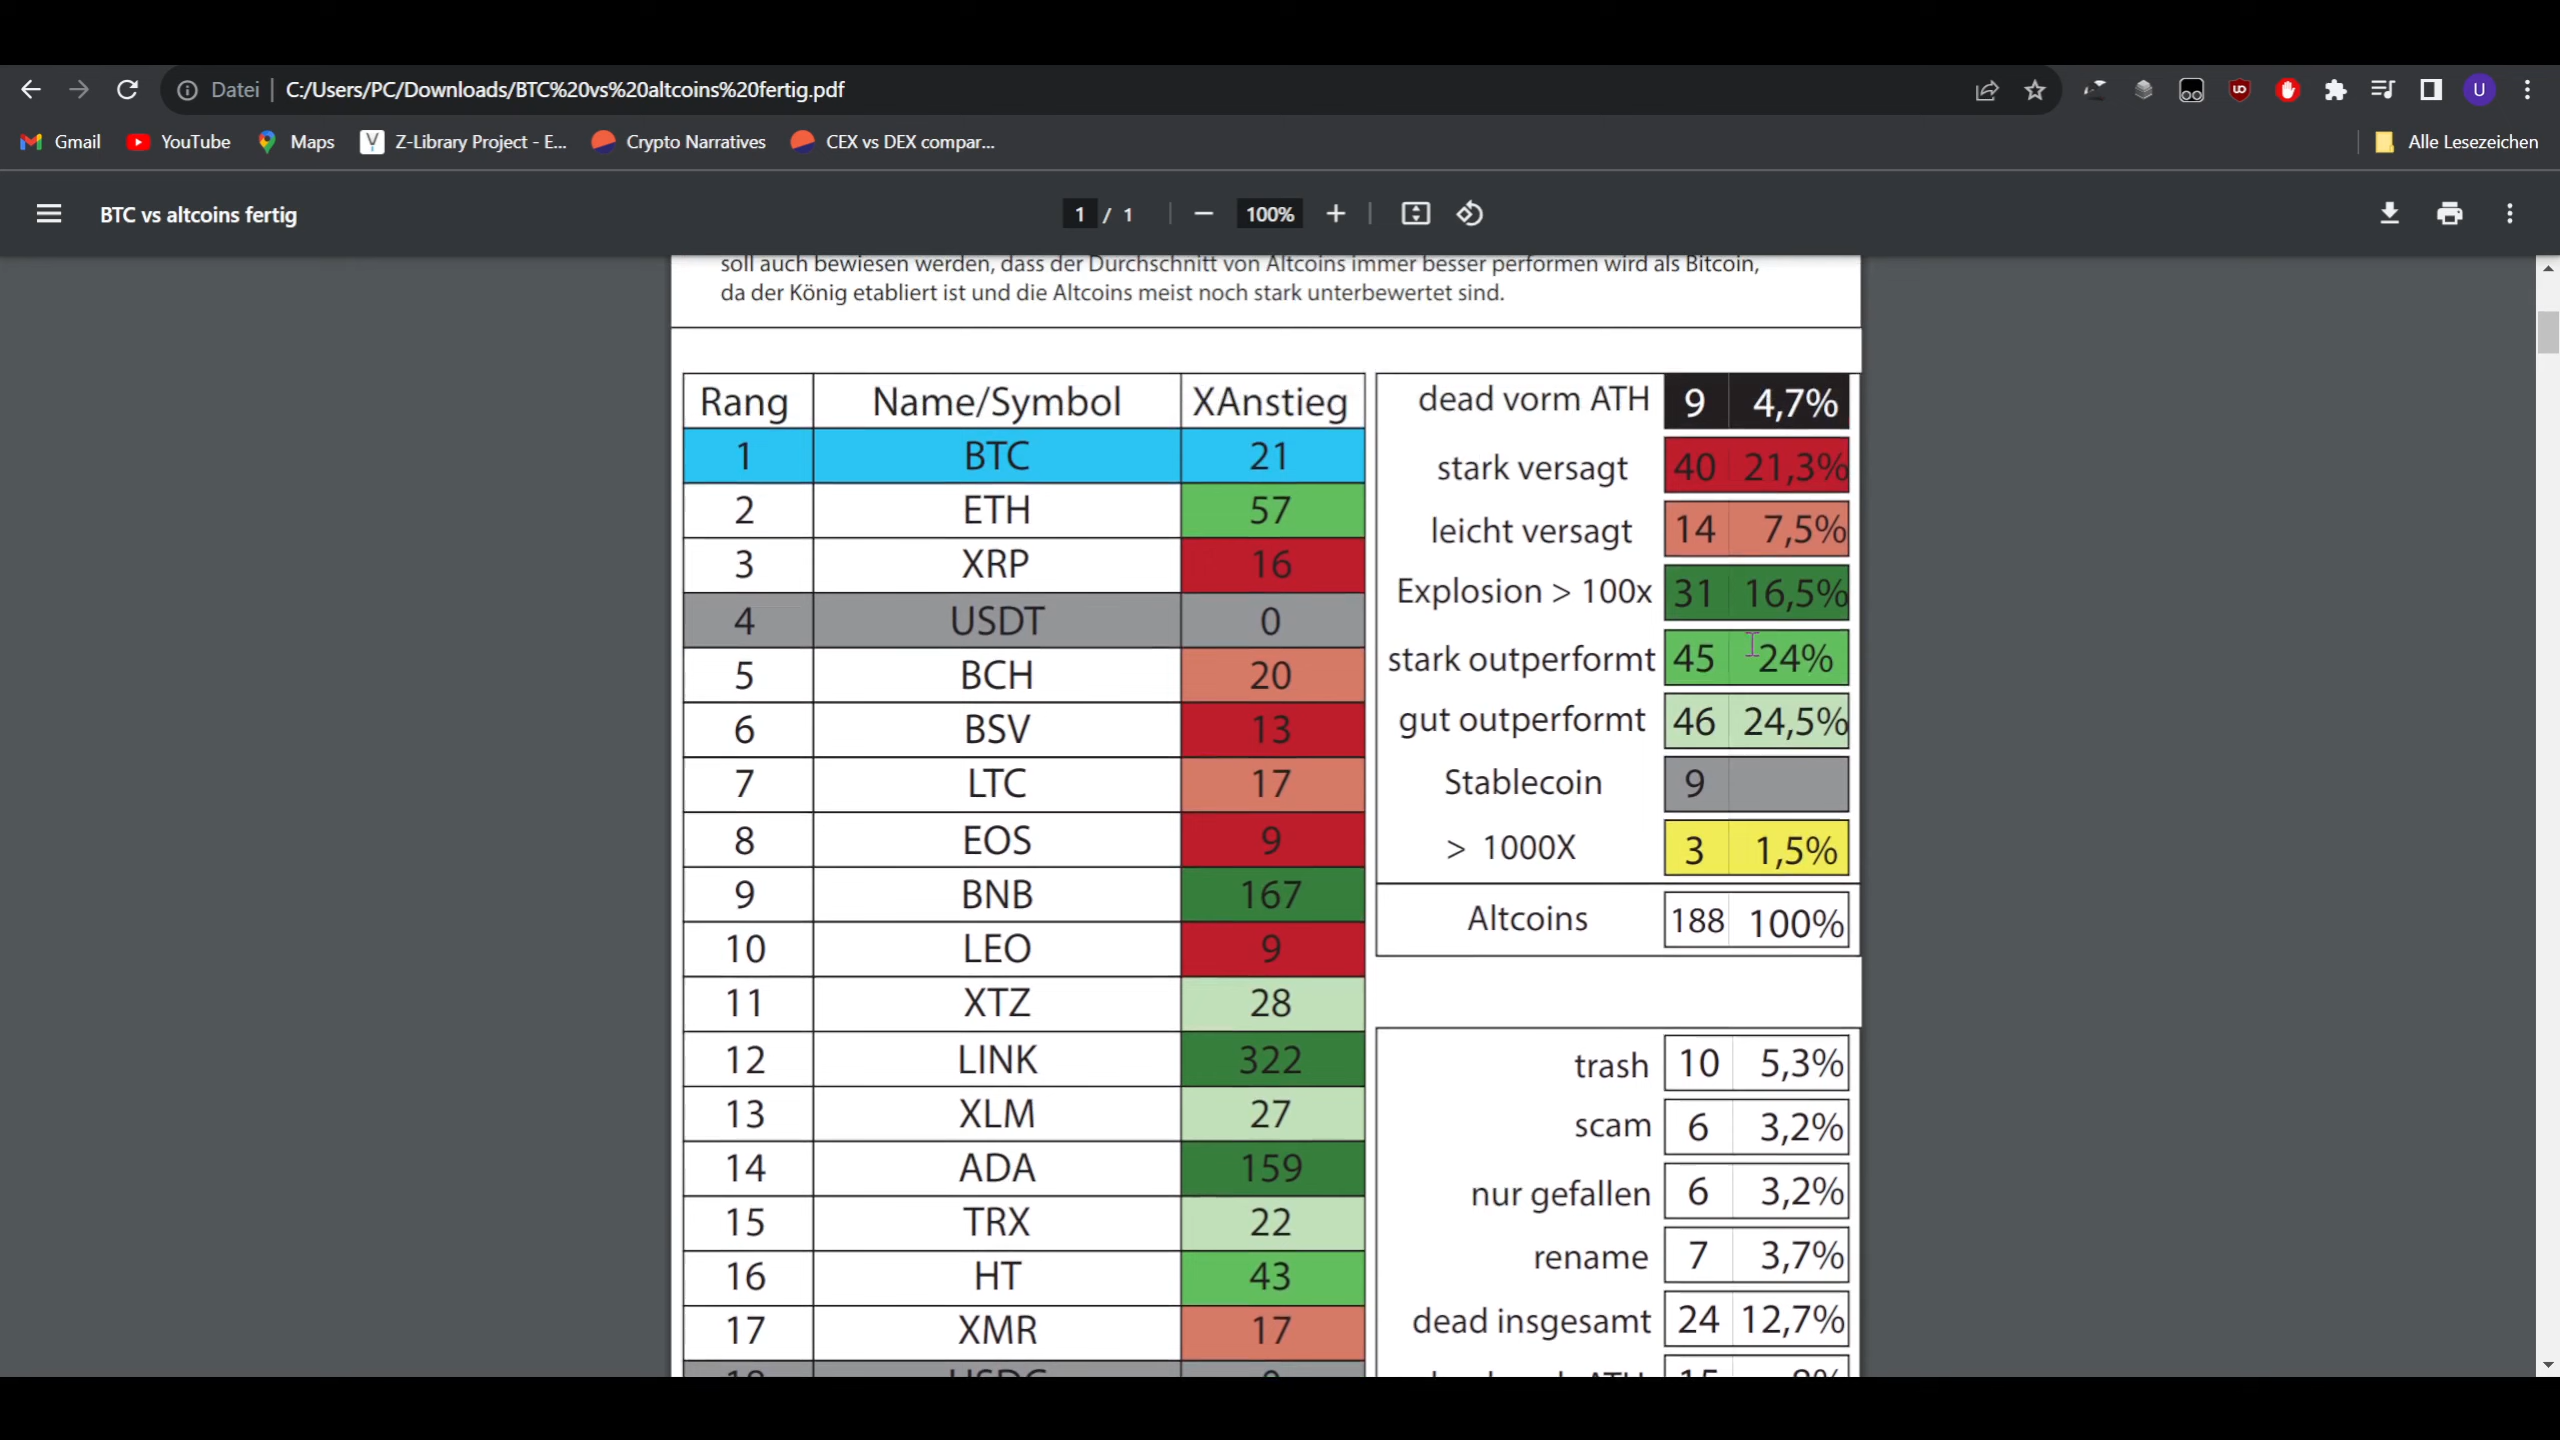 Datei C:/Users/PC/Downloads/BTC%20vs%20altcoins%20fertig.pdf
U
Gmail YouTube Maps Z-Library Project - E... Crypto Narratives CEX vs DEX compar... Alle Lesezeichen
BTC vs altcoins fertig 1 / 1 100%
soll auch bewiesen werden, dass der Durchschnitt von Altcoins immer besser performen wird als Bitcoin,
da der König etabliert ist und die Altcoins meist noch stark unterbewertet sind.
Rang Name/Symbol XAnstieg
1 BTC 21
2 ETH 57
3 XRP 16
4 USDT 0
5 BCH 20
6 BSV 13
7 LTC 17
8 EOS 9
9 BNB 167
10 LEO 9
11 XTZ 28
12 LINK 322
13 XLM 27
14 ADA 159
15 TRX 22
16 HT 43
17 XMR 17
dead vorm ATH 9 4,7%
stark versagt 40 21,3%
leicht versagt 14 7,5%
Explosion > 100x 31 16,5%
stark outperformt 45 24%
gut outperformt 46 24,5%
Stablecoin 9
> 1000X 3 1,5%
Altcoins 188 100%
trash 10 5,3%
scam 6 3,2%
nur gefallen 6 3,2%
rename 7 3,7%
dead insgesamt 24 12,7%